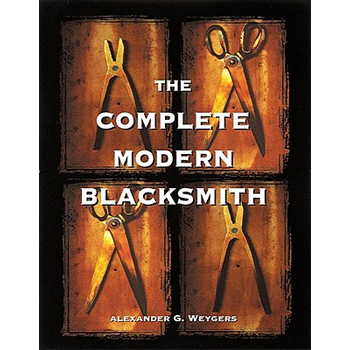 THE
COMPLETE
MODERN
BLACKSMITH
ALEXANDER G. WEYGERS